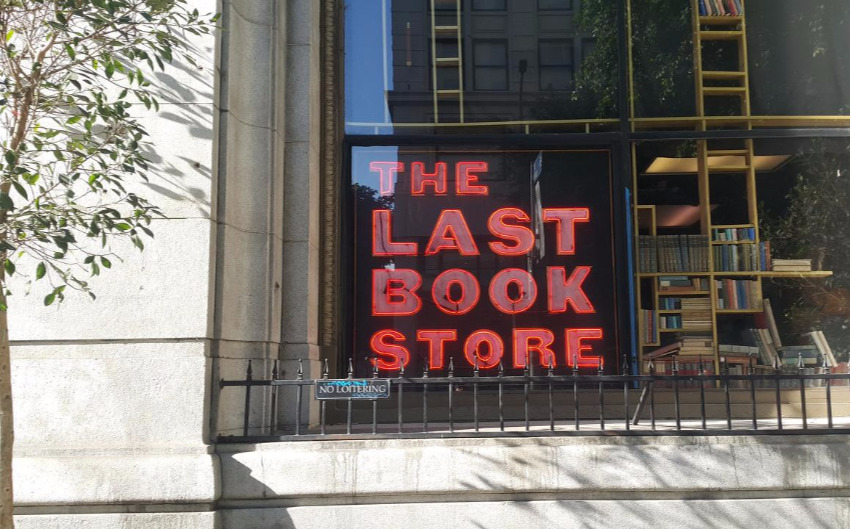 THE
LAST
BOOK
STORE
NO LOITERING